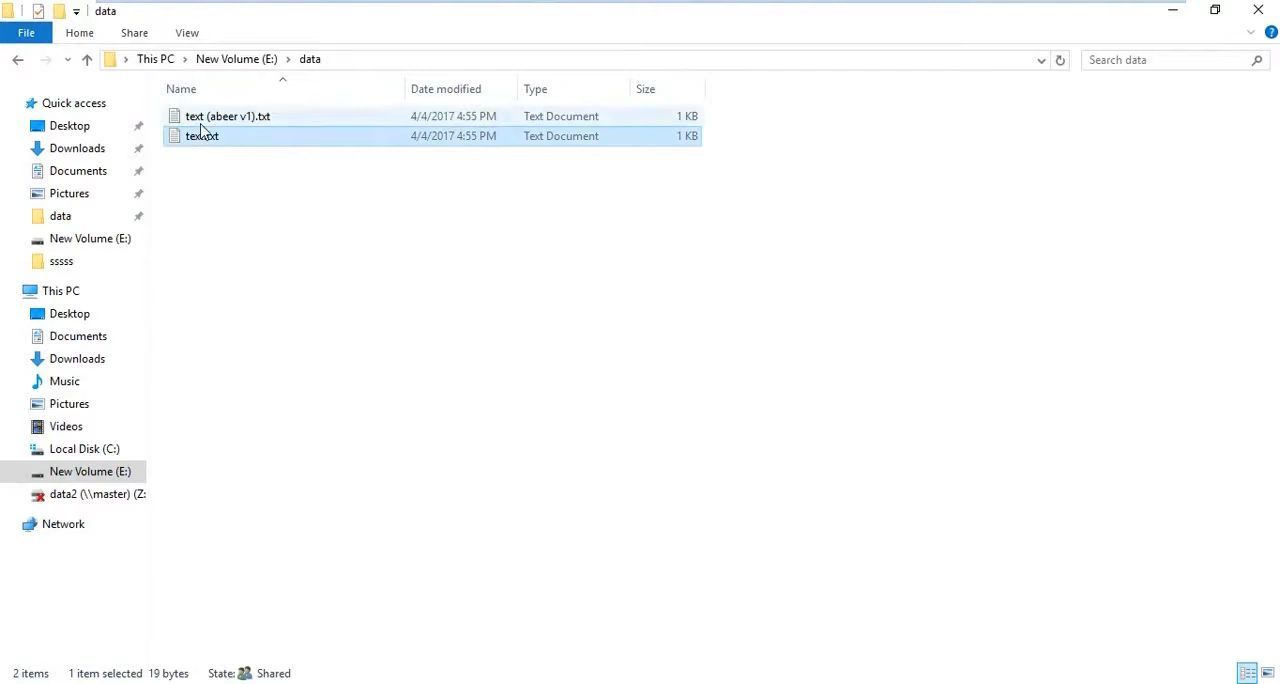 data
File Home Share View
This PC New Volume (E:) data
Search data
Name Date modified Type Size
text (abeer v1).txt 4/4/2017 4:55 PM Text Document 1 KB
4/4/2017 4:55 PM Text Document 1 KB
Quick access
Desktop
Downloads
Documents
Pictures
data
New Volume (E:)
sssss
This PC
Desktop
Documents
Downloads
Music
Pictures
Videos
Local Disk (C:)
New Volume (E:)
data2 (\\master) (Z:
Network
2 items 1 item selected 19 bytes State: Shared